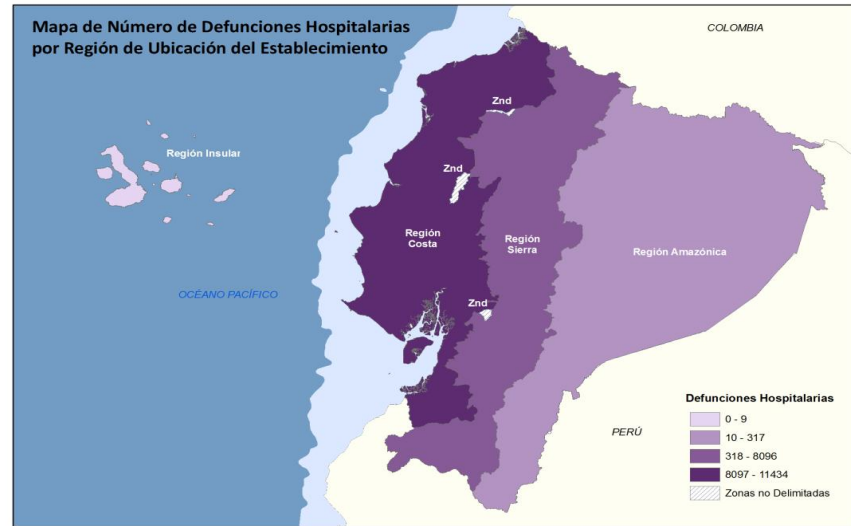 Mapa de Número de Defunciones Hospitalarias
por Región de Ubicación del Establecimiento
COLOMBIA
Znd
Región Insular
Znd
Región
Costa
Región
Sierra
Región Amazónica
OCÉANO PACÍFICO
Znd
PERÚ
Defunciones Hospitalarias
0 - 9
10 - 317
318 - 8096
8097 - 11434
Zonas no Delimitadas